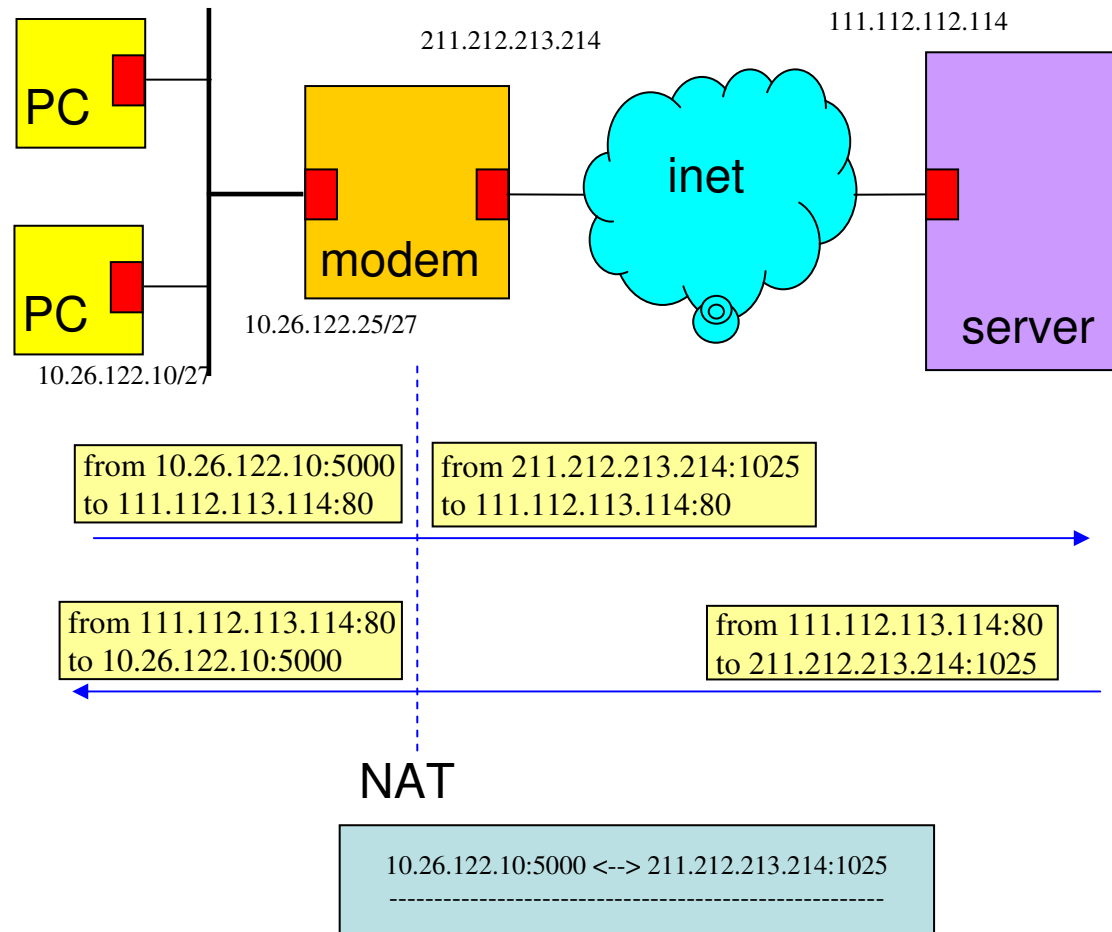 111.112.112.114
211.212.213.214
PC
inet
modem
PC
server
10.26.122.25/27
10.26.122.10/27
from 10.26.122.10:5000
to 111.112.113.114:80
from 211.212.213.214:1025
to 111.112.113.114:80
from 111.112.113.114:80
to 10.26.122.10:5000
from 111.112.113.114:80
to 211.212.213.214:1025
NAT
10.26.122.10:5000 <--> 211.212.213.214:1025
-------------------------------------------------------